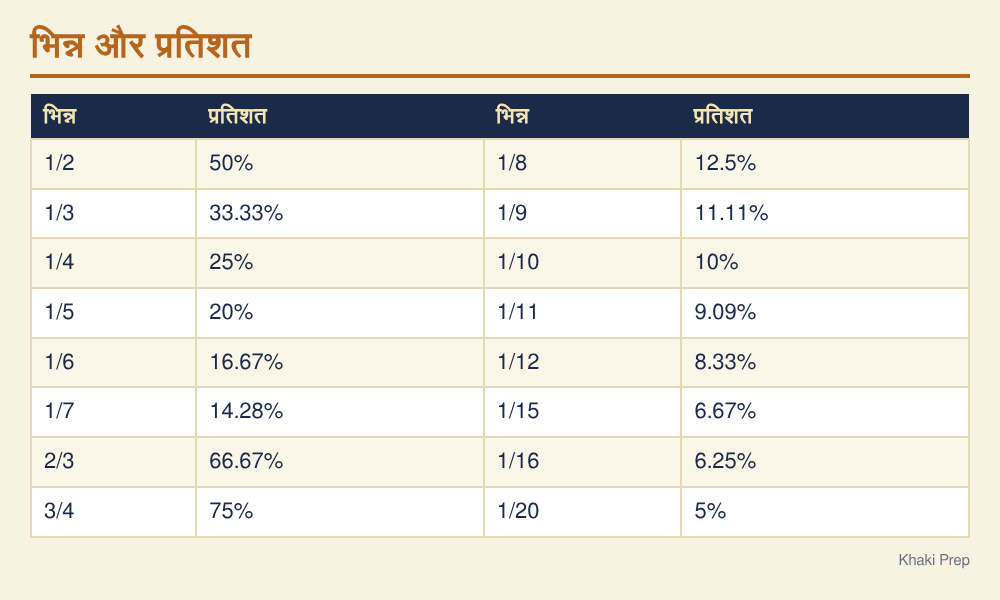 भिन्न और प्रतिशत
भिन्न प्रतिशत भिन्न प्रतिशत
1/2 50% 1/8 12.5%
1/3 33.33% 1/9 11.11%
1/4 25% 1/10 10%
1/5 20% 1/11 9.09%
1/6 16.67% 1/12 8.33%
1/7 14.28% 1/15 6.67%
2/3 66.67% 1/16 6.25%
3/4 75% 1/20 5%
Khaki Prep